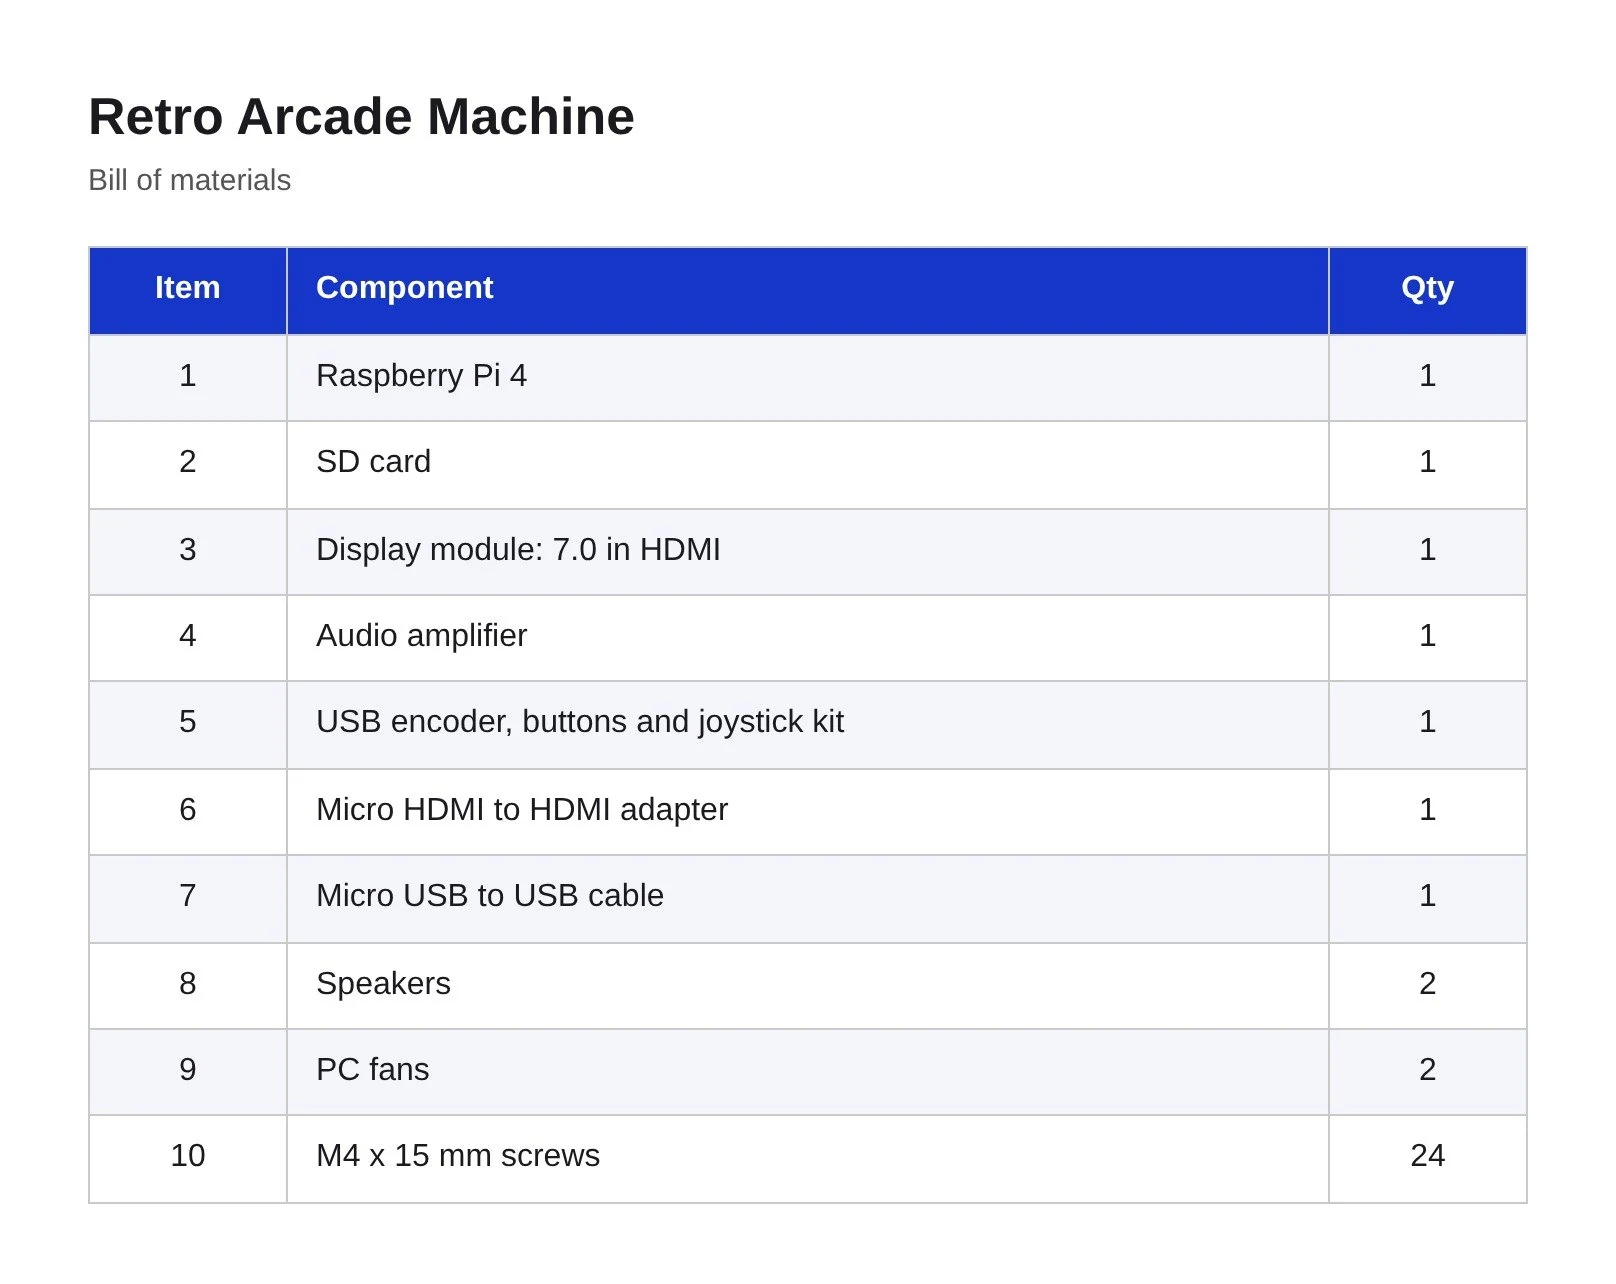 Retro Arcade Machine
Bill of materials
Item Component Qty
1 Raspberry Pi 4 1
2 SD card 1
3 Display module: 7.0 in HDMI 1
4 Audio amplifier 1
5 USB encoder, buttons and joystick kit 1
6 Micro HDMI to HDMI adapter 1
7 Micro USB to USB cable 1
8 Speakers 2
9 PC fans 2
10 M4 x 15 mm screws 24